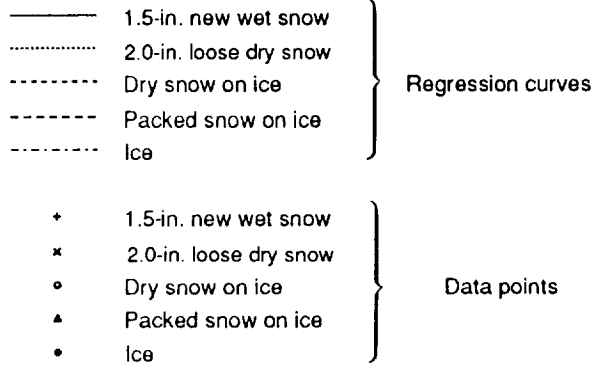 1.5-in. new wet snow
2.0-in. loose dry snow
Dry snow on ice
Packed snow on ice
Ice
Regression curves
1.5-in. new wet snow
2.0-in. loose dry snow
Dry snow on ice
Packed snow on ice
Ice
Data points